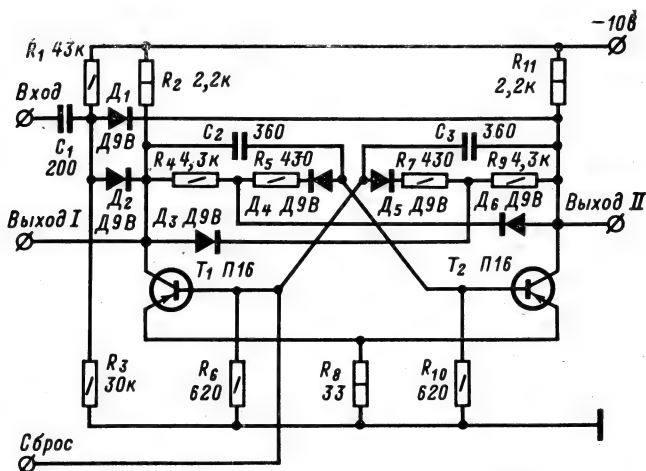 −10в
R1 43к
R2 2,2к
R11 2,2к
Вход
Д1
Д9В
C1
200
C2 360
C3 360
R4 4,3к
R5 430
R7 430
R9 4,3к
Д2
Д9В
Д4 Д9В
Д5 Д9В
Д6 Д9В
Выход I
Д3 Д9В
Выход II
T1 П16
T2 П16
R3
30к
R6
620
R8
33
R10
620
Сброс